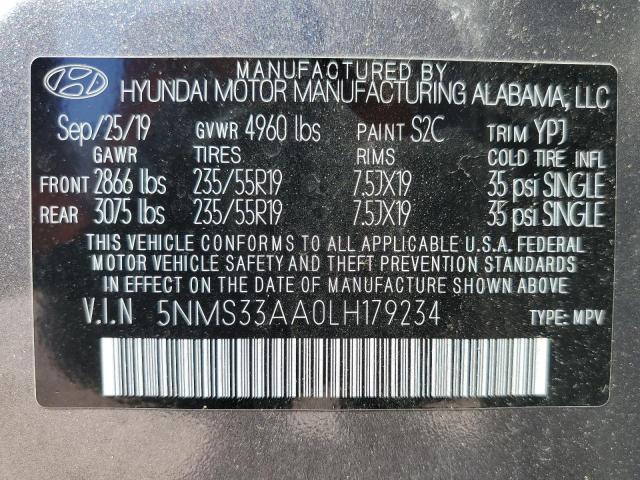 MANUFACTURED BY
HYUNDAI MOTOR MANUFACTURING ALABAMA, LLC
Sep/25/19 GVWR 4960 lbs PAINT S2C TRIM YPJ
GAWR TIRES RIMS COLD TIRE INFL
FRONT 2866 lbs 235/55R19 7.5JX19 35 psi SINGLE
REAR 3075 lbs 235/55R19 7.5JX19 35 psi SINGLE
THIS VEHICLE CONFORMS TO ALL APPLICABLE U.S.A. FEDERAL
MOTOR VEHICLE SAFETY AND THEFT PREVENTION STANDARDS
IN EFFECT ON THE DATE OF MANUFACTURE SHOWN ABOVE.
V.I.N 5NMS33AA0LH179234 TYPE: MPV